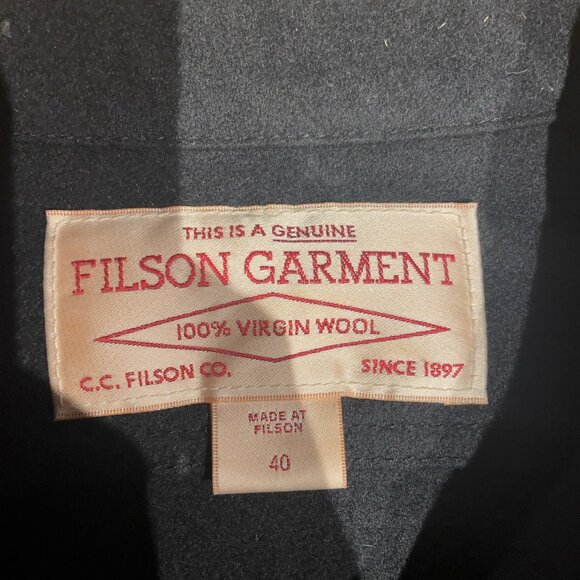 THIS IS A GENUINE
FILSON GARMENT
100% VIRGIN WOOL
C.C. FILSON CO. SINCE 1897
MADE AT
FILSON
40